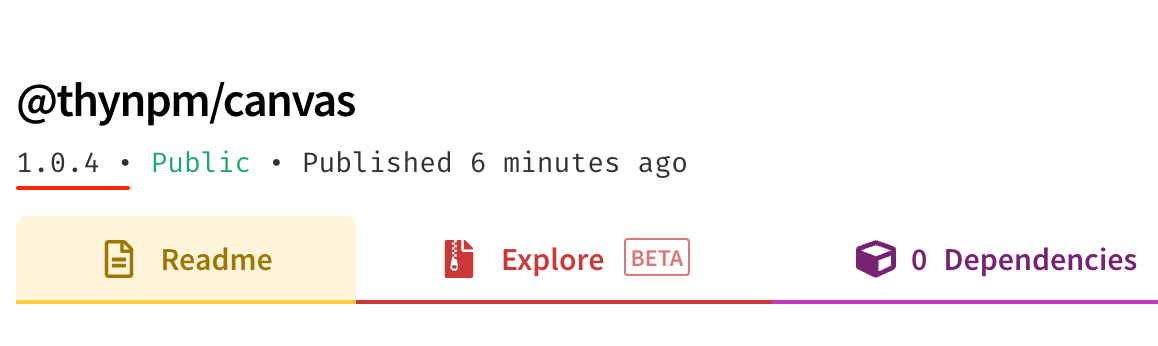 @thynpm/canvas
1.0.4 • Public • Published 6 minutes ago
Readme Explore BETA 0 Dependencies